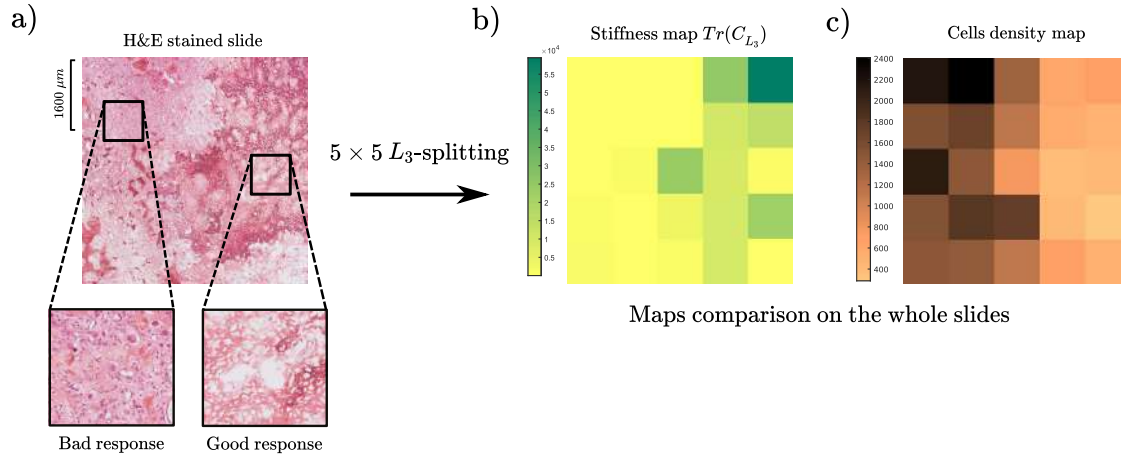 a)
H&E stained slide
1600 μm
Bad response
Good response
5 × 5 L₃-splitting
b)
Stiffness map Tr(C_{L₃})
×10⁴
5.5
5
4.5
4
3.5
3
2.5
2
1.5
1
0.5
c)
Cells density map
2400
2200
2000
1800
1600
1400
1200
1000
800
600
400
Maps comparison on the whole slides